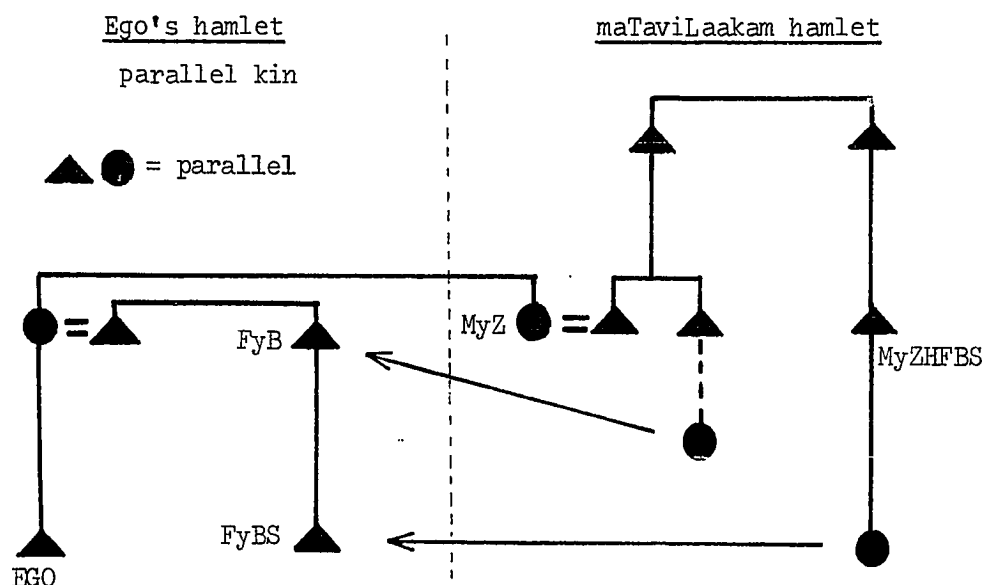 Ego's hamlet
maTaviLaakam hamlet
parallel kin
= parallel
FyB
MyZ
MyZHFBS
FyBS
EGO